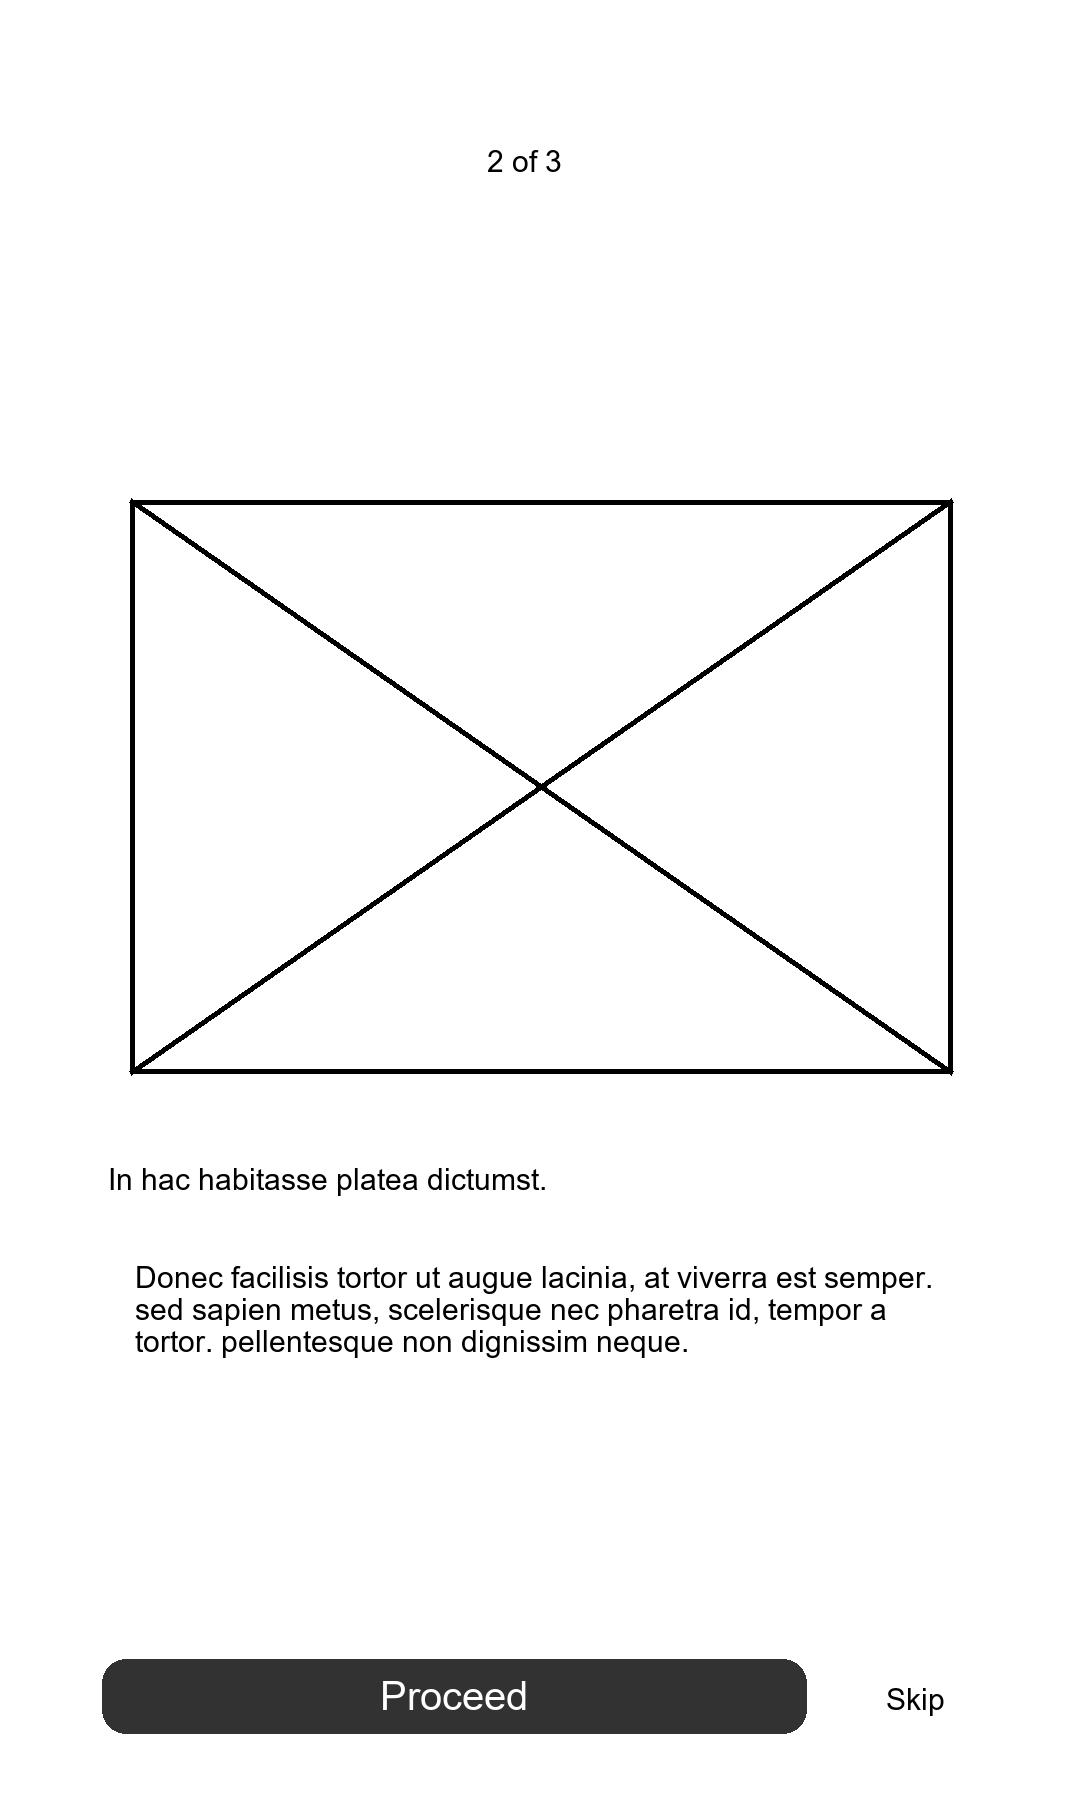 2 of 3
In hac habitasse platea dictumst.
Donec facilisis tortor ut augue lacinia, at viverra est semper.
sed sapien metus, scelerisque nec pharetra id, tempor a
tortor. pellentesque non dignissim neque.
Proceed
Skip